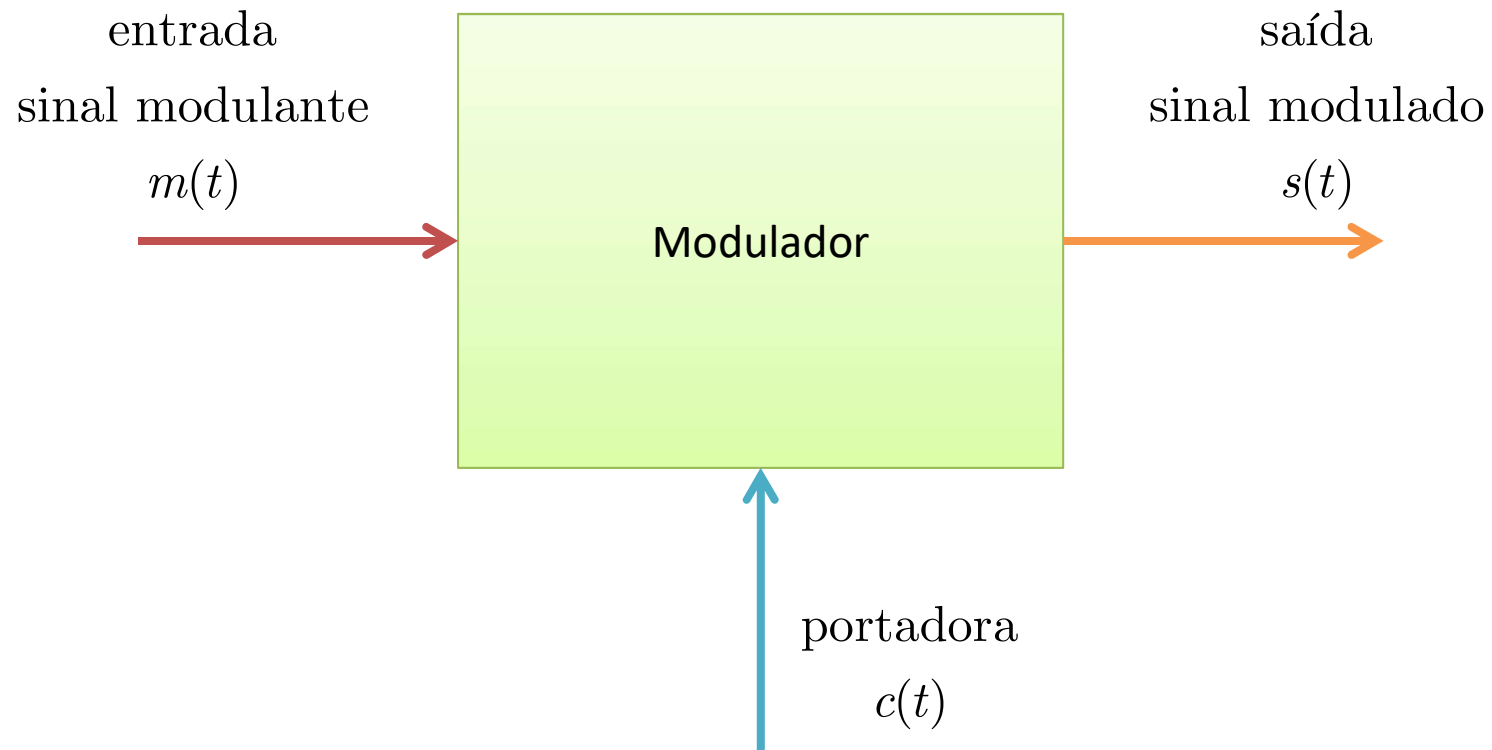 entrada
sinal modulante
m(t)
Modulador
saída
sinal modulado
s(t)
portadora
c(t)